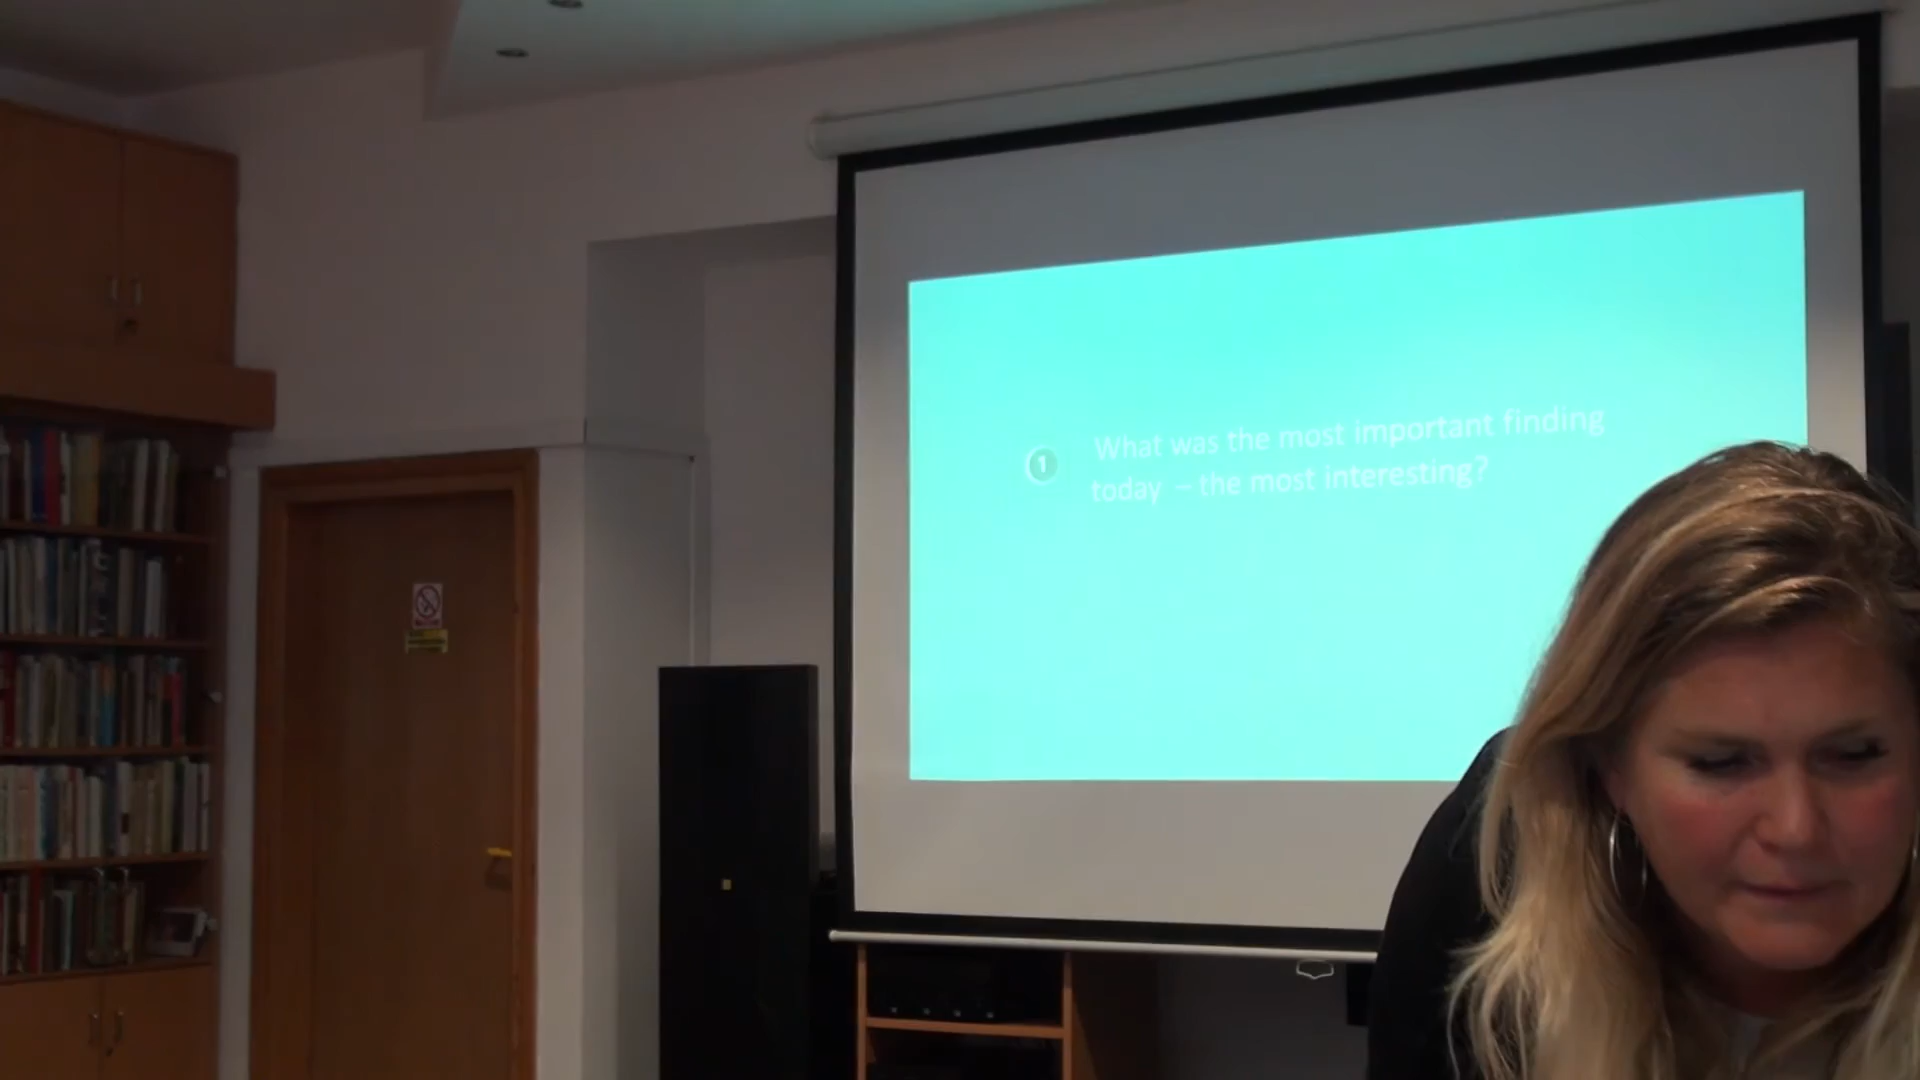 1
What was the most important finding
today – the most interesting?